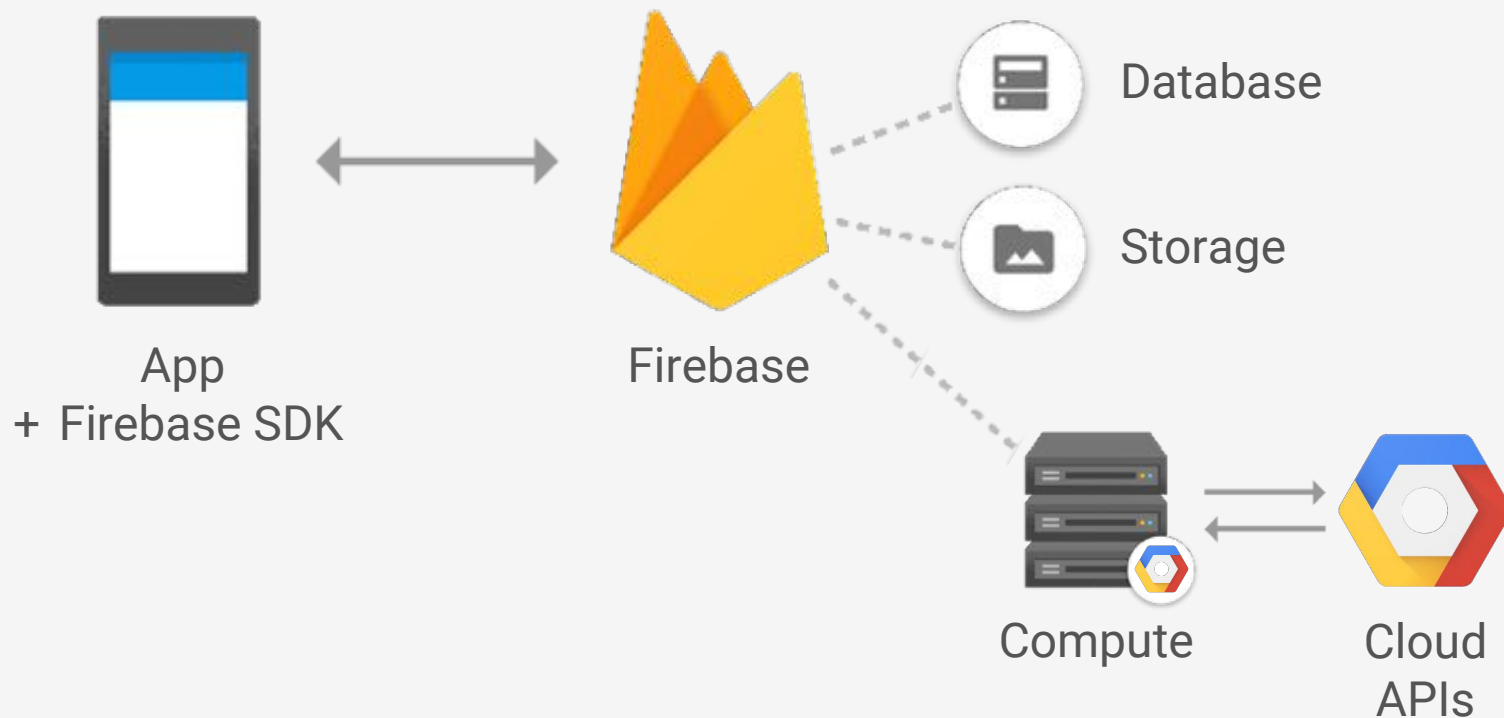 Database
Storage
App
+ Firebase SDK
Firebase
Compute
Cloud
APIs